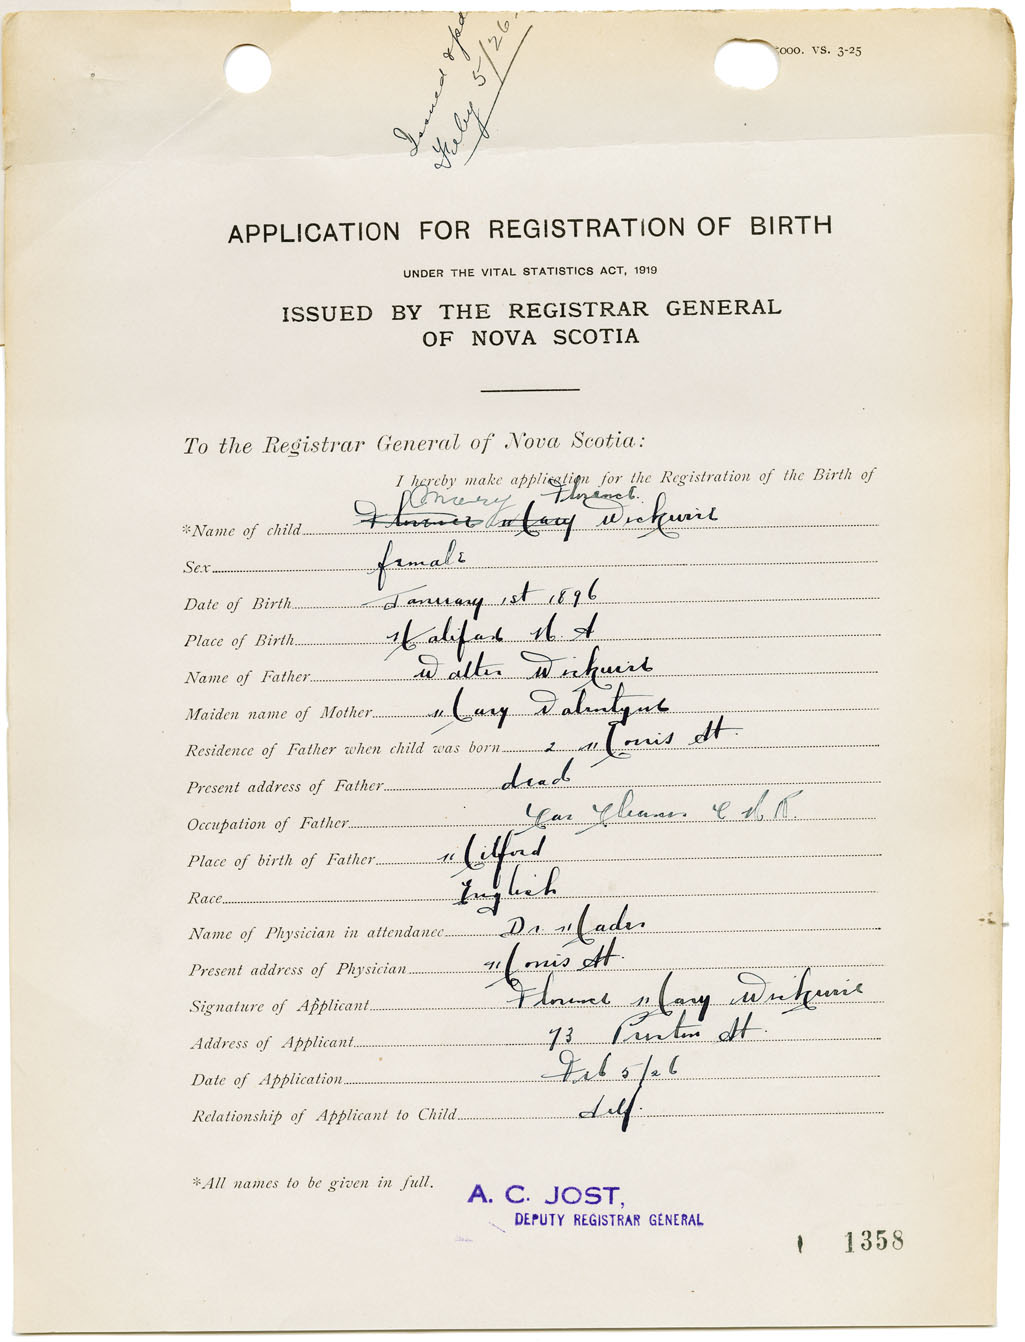 Issued & pd
Feby 5/26.
5000. VS. 3-25
APPLICATION FOR REGISTRATION OF BIRTH
UNDER THE VITAL STATISTICS ACT, 1919
ISSUED BY THE REGISTRAR GENERAL
OF NOVA SCOTIA
To the Registrar General of Nova Scotia:
I hereby make application for the Registration of the Birth of
Mary Florence
*Name of child Florence Mary Wickwire
Sex female
Date of Birth January 1st 1896
Place of Birth Halifax N. S
Name of Father Walter Wickwire
Maiden name of Mother Mary
Residence of Father when child was born 2 Morris St.
Present address of Father dead
Occupation of Father Car Cleaner C N R.
Place of birth of Father Milford
Race English
Name of Physician in attendance Dr. Mader
Present address of Physician Morris St.
Signature of Applicant Florence Mary Wickwire
Address of Applicant 73 Preston St.
Date of Application Feb 5/26
Relationship of Applicant to Child Self.
*All names to be given in full.
A. C. JOST,
DEPUTY REGISTRAR GENERAL
1358